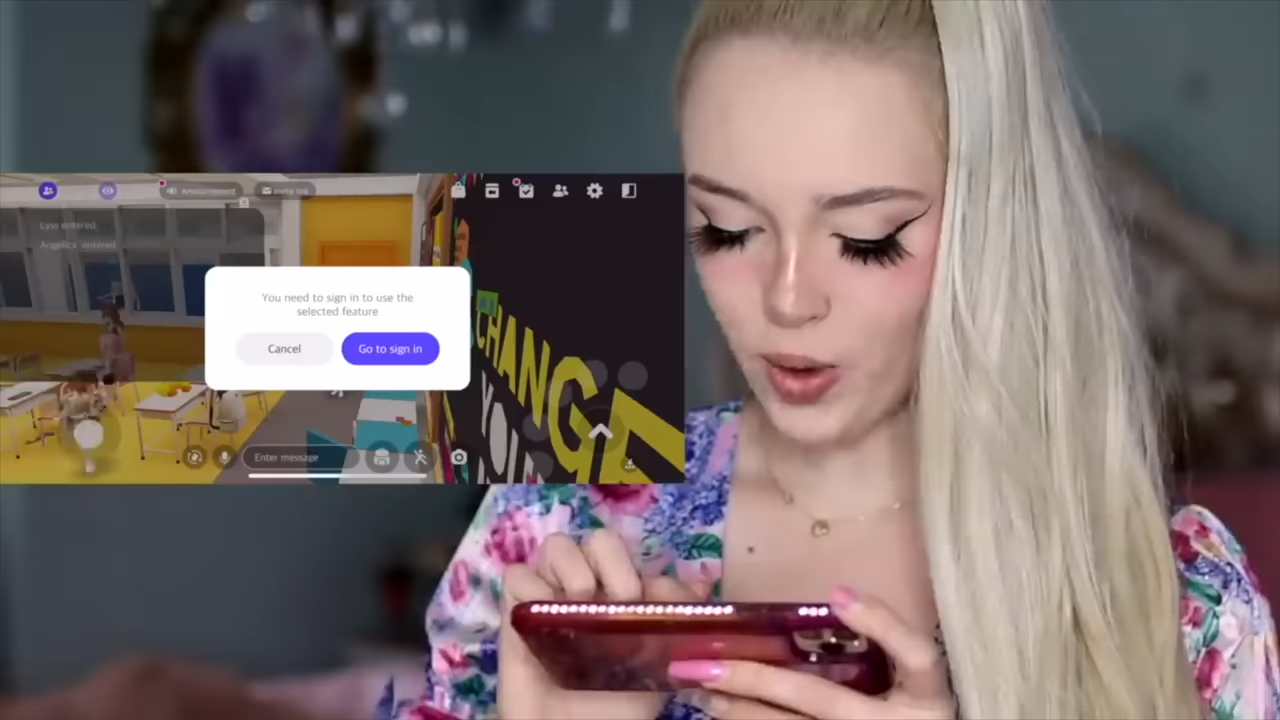 Announcement
Invite link
Lyss entered.
Angelica entered.
You need to sign in to use the
selected feature
Cancel
Go to sign in
CHANGE
Enter message